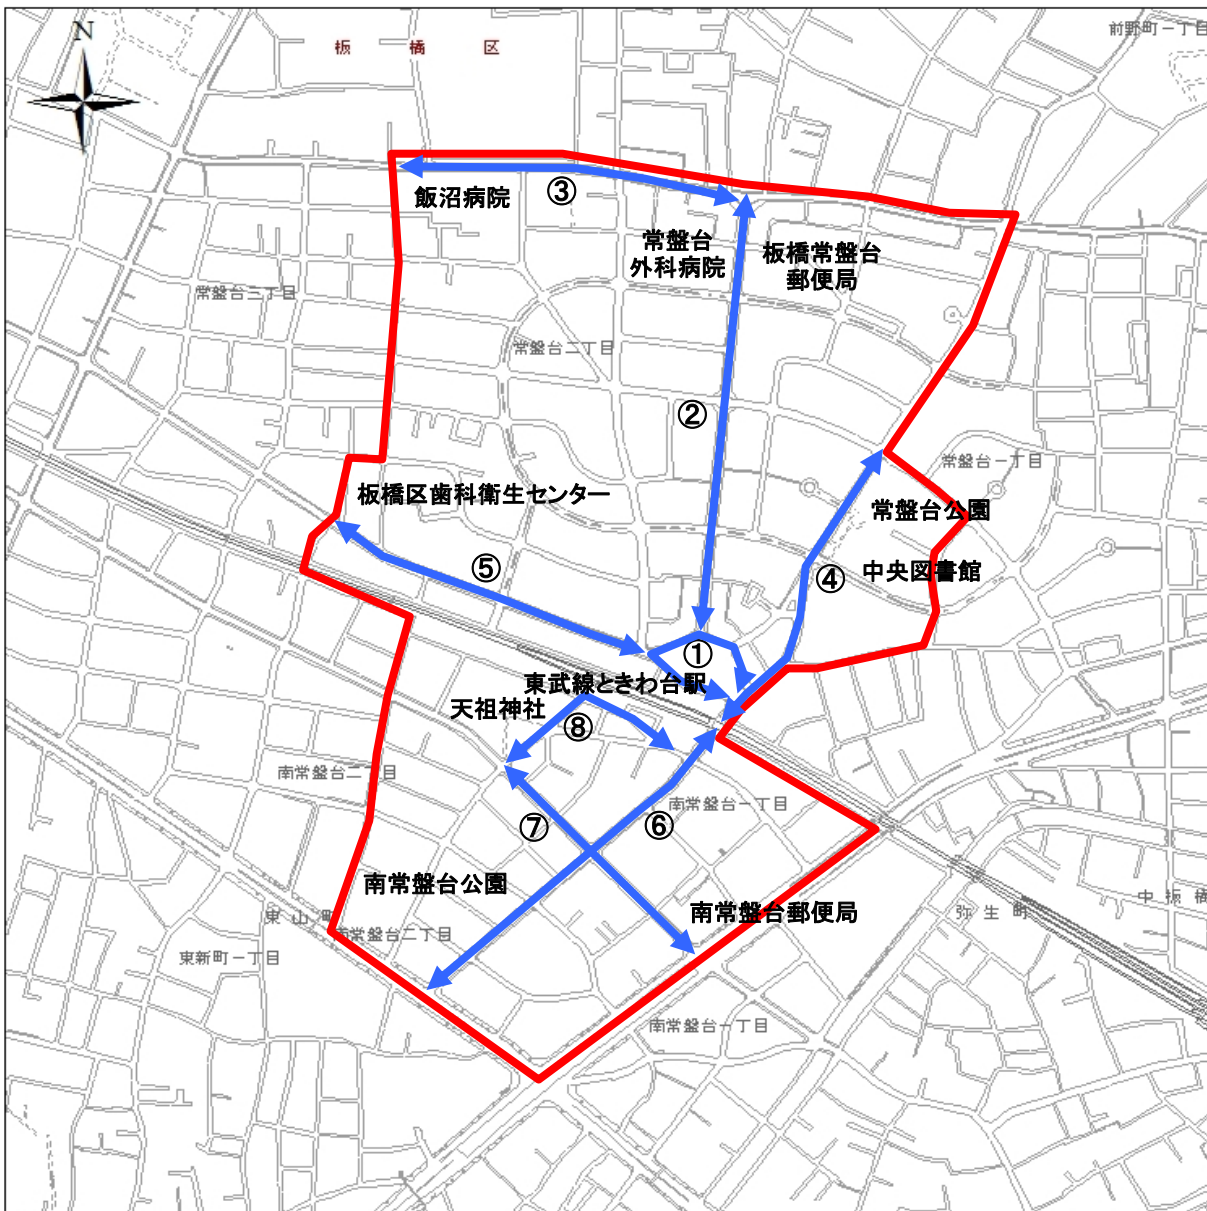 前野町一丁目
N
板橋区
③
飯沼病院
常盤台
外科病院
板橋常盤台
郵便局
常盤台三丁目
常盤台二丁目
②
常盤台一丁目
板橋区歯科衛生センター
常盤台公園
⑤
④
中央図書館
①
東武線ときわ台駅
天祖神社
⑧
南常盤台二丁目
南常盤台一丁目
⑦
⑥
南常盤台公園
中板橋
東山町
南常盤台郵便局
弥生町
南常盤台二丁目
東新町一丁目
南常盤台一丁目